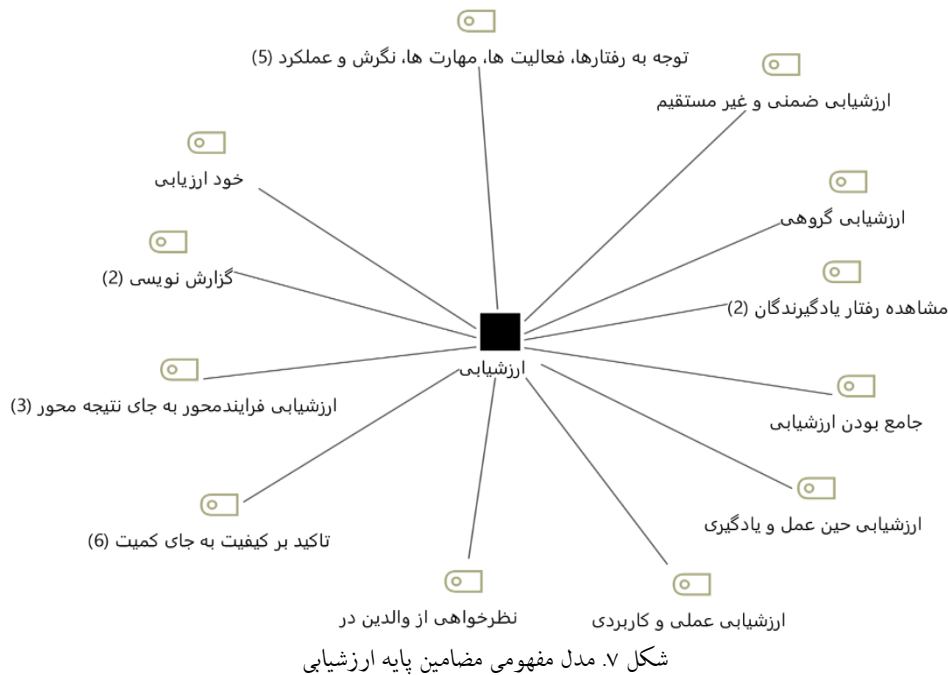 توجه به رفتارها، فعالیت ها، مهارت ها، نگرش و عملکرد (5)
ارزشیابی ضمنی و غیر مستقیم
خود ارزیابی
ارزشیابی گروهی
گزارش نویسی (2)
مشاهده رفتار یادگیرندگان (2)
ارزشیابی
ارزشیابی فرایندمحور به جای نتیجه محور (3)
جامع بودن ارزشیابی
ارزشیابی حین عمل و یادگیری
تاکید بر کیفیت به جای کمیت (6)
نظرخواهی از والدین در
ارزشیابی عملی و کاربردی
شکل ۷. مدل مفهومی مضامین پایه ارزشیابی